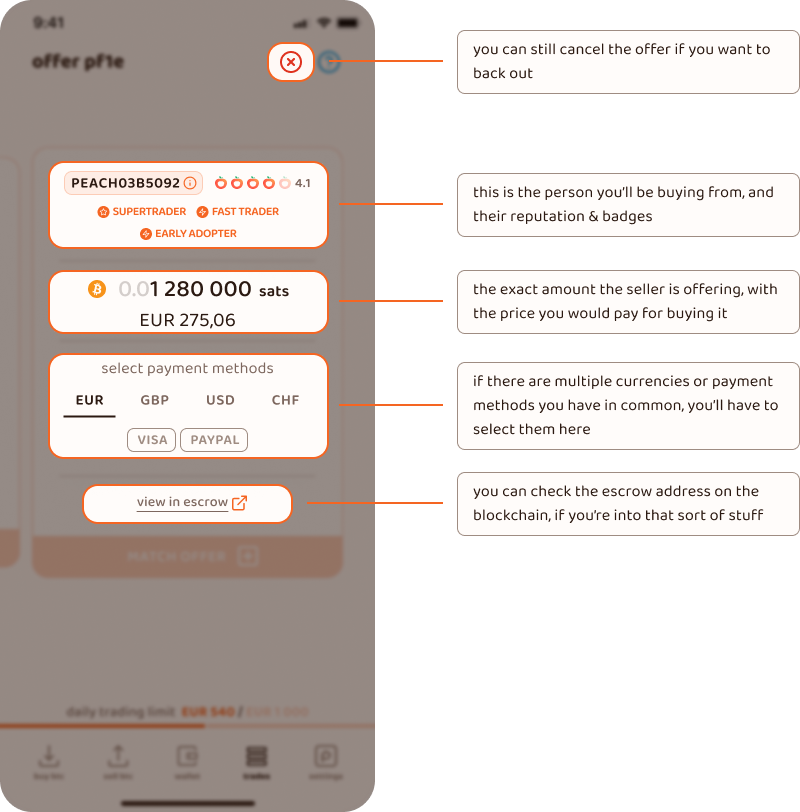 9:41
offer pf1e
you can still cancel the offer if you want to
back out
PEACH03B5092
4.1
SUPERTRADER FAST TRADER
EARLY ADOPTER
this is the person you'll be buying from, and
their reputation & badges
0.01 280 000 sats
EUR 275,06
the exact amount the seller is offering, with
the price you would pay for buying it
select payment methods
EUR GBP USD CHF
VISA PAYPAL
if there are multiple currencies or payment
methods you have in common, you'll have to
select them here
view in escrow
you can check the escrow address on the
blockchain, if you're into that sort of stuff
MATCH OFFER
daily trading limit EUR 540 / EUR
buy btc sell btc wallet trades settings